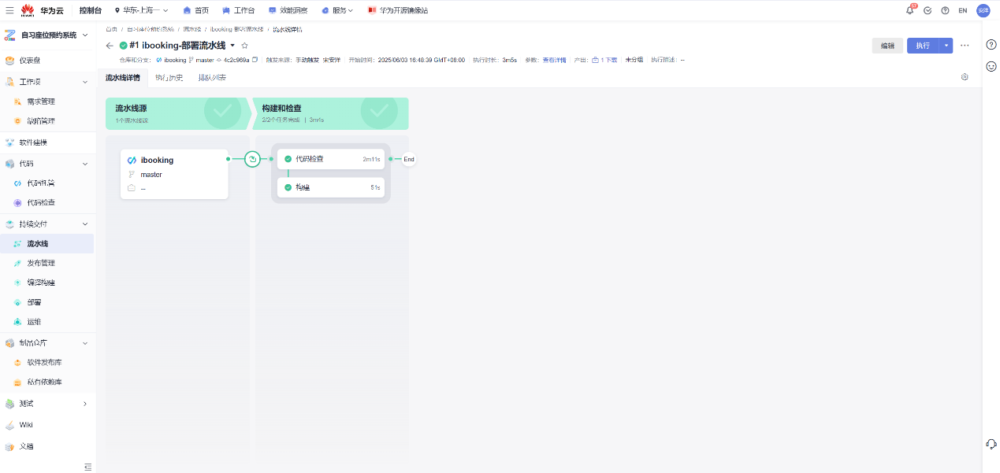 HUAWEI 华为云 控制台 华东-上海一 首页 工作台 效能洞察 服务 华为开源镜像站 EN 安洋
自习座位预约系统
首页 / 自习座位预约系统 / 流水线 / ibooking-部署流水线 / 流水线详情
#1 ibooking-部署流水线
编辑 执行
仓库和分支： ibooking master 4c2c969a 触发来源： 手动触发 宋安洋 开始时间： 2025/06/03 16:48:39 GMT+08:00 执行时长： 3m5s 参数： 查看详情 产出： 1 下载 未分组 执行描述： --
流水线详情 执行历史 排队列表
仪表盘
工作项
需求管理
缺陷管理
软件建模
代码
代码托管
代码检查
持续交付
流水线
发布管理
编译构建
部署
运维
制品仓库
软件发布库
私有依赖库
测试
Wiki
文档
流水线源
1个流水线源
构建和检查
2/2个任务完成 | 3m4s
ibooking
master
--
代码检查 2m11s
构建 51s
End